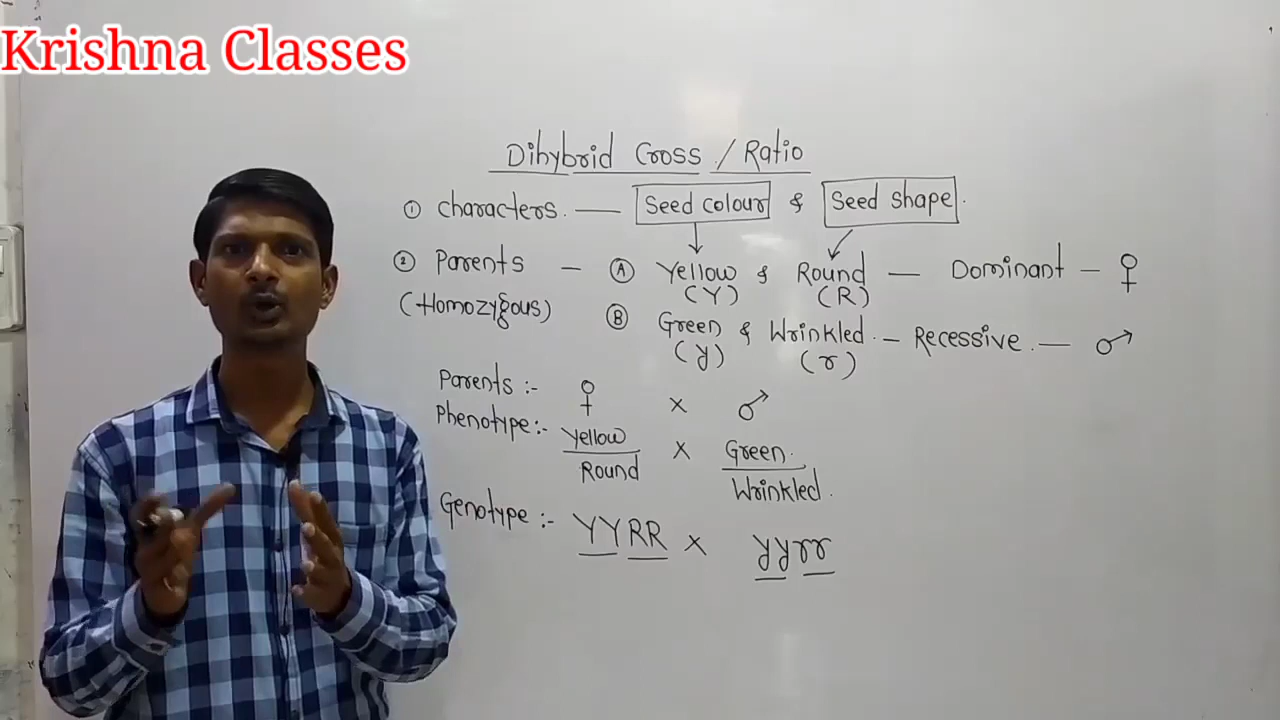 Krishna Classes
Dihybrid Cross / Ratio
① Characters. — Seed colour & Seed shape.
② Parents — Ⓐ Yellow & Round — Dominant – ♀
(Y) (R)
(Homozygous) Ⓑ Green & Wrinkled. – Recessive. — ♂
(y) (r)
Parents :- ♀ × ♂
Phenotype :- Yellow × Green.
Round Wrinkled.
Genotype :- YYRR × yyrr